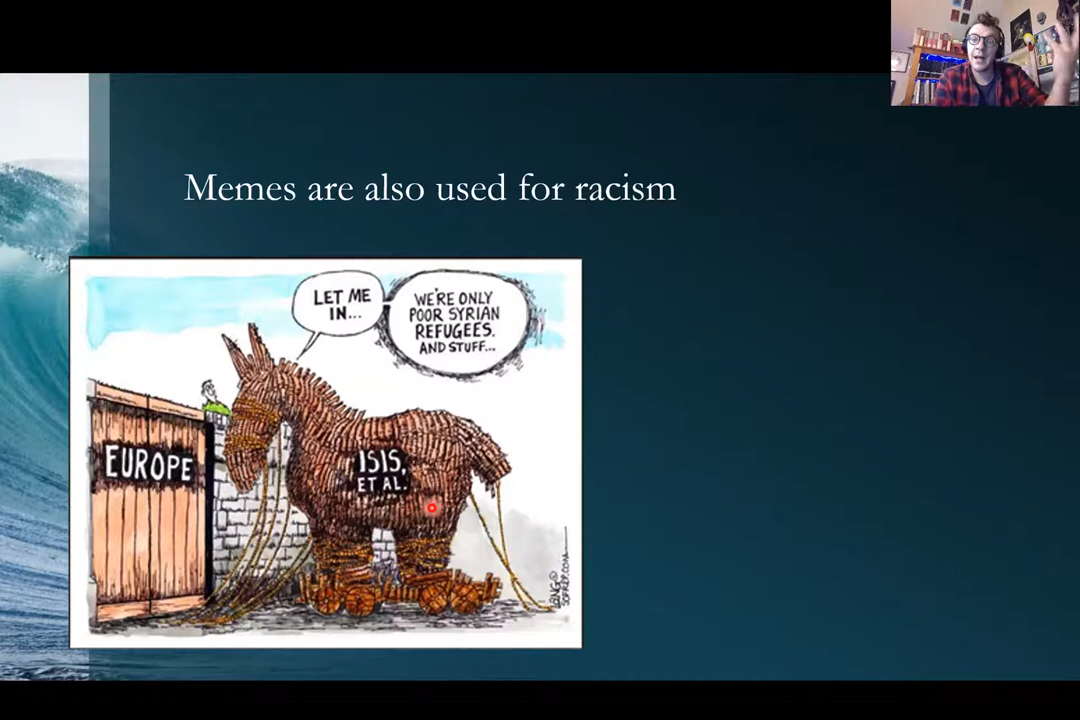 Memes are also used for racism
LET ME
IN...
WE'RE ONLY
POOR SYRIAN
REFUGEES.
AND STUFF...
EUROPE
ISIS,
ET AL.